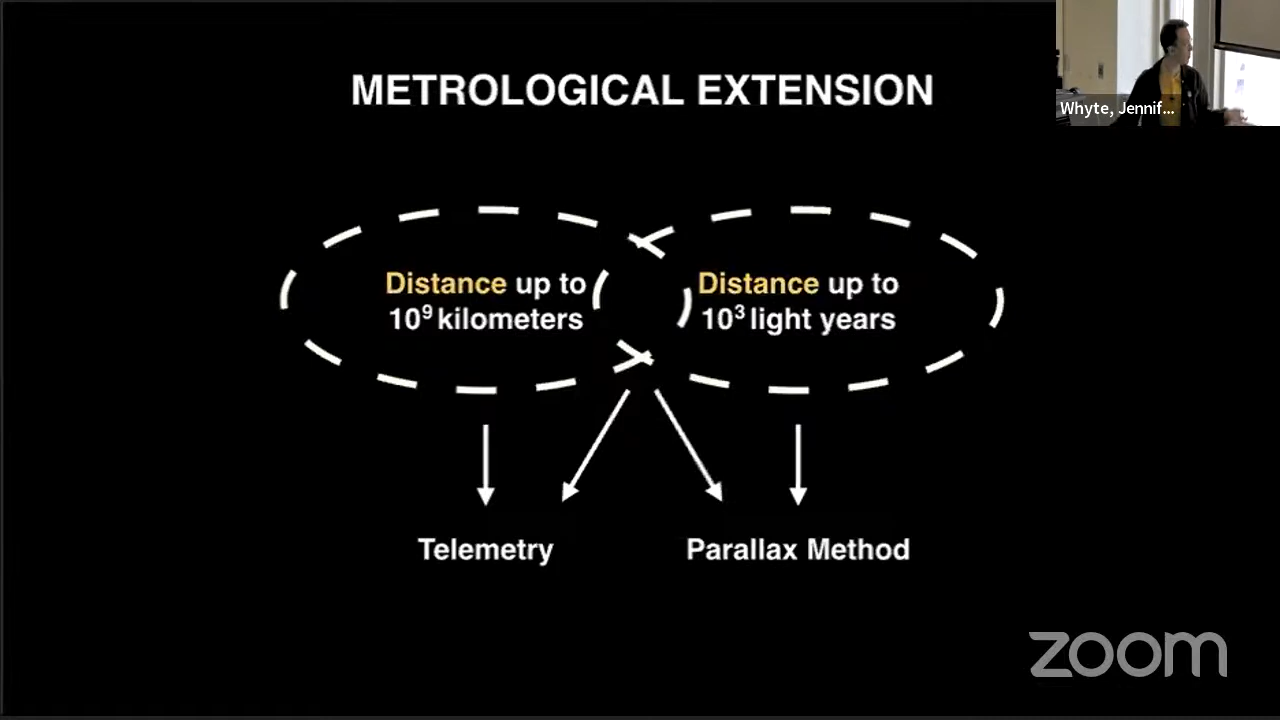 METROLOGICAL EXTENSION
Whyte, Jennif...
Distance up to
10⁹ kilometers
Distance up to
10³ light years
Telemetry
Parallax Method
zoom